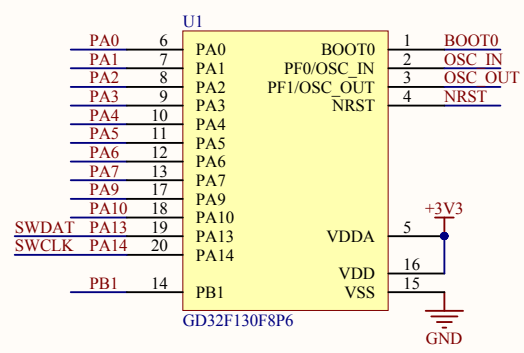 U1
PA0 6 PA0 BOOT0 1 BOOT0
PA1 7 PA1 PF0/OSC_IN 2 OSC_IN
PA2 8 PA2 PF1/OSC_OUT 3 OSC_OUT
PA3 9 PA3 NRST 4 NRST
PA4 10 PA4
PA5 11 PA5
PA6 12 PA6
PA7 13 PA7
PA9 17 PA9
PA10 18 PA10 +3V3
SWDAT PA13 19 PA13 VDDA 5
SWCLK PA14 20 PA14
VDD 16
PB1 14 PB1 VSS 15
GD32F130F8P6
GND